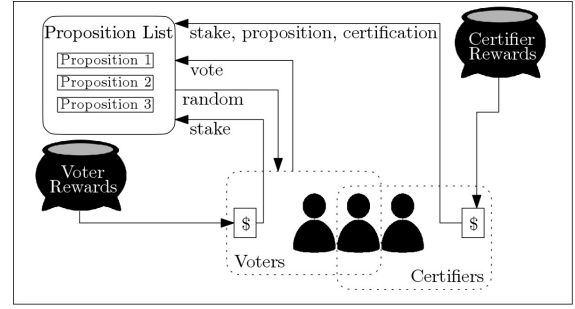 Proposition List
Proposition 1
Proposition 2
Proposition 3
stake, proposition, certification
vote
random
stake
Certifier
Rewards
Voter
Rewards
$
$
Voters
Certifiers